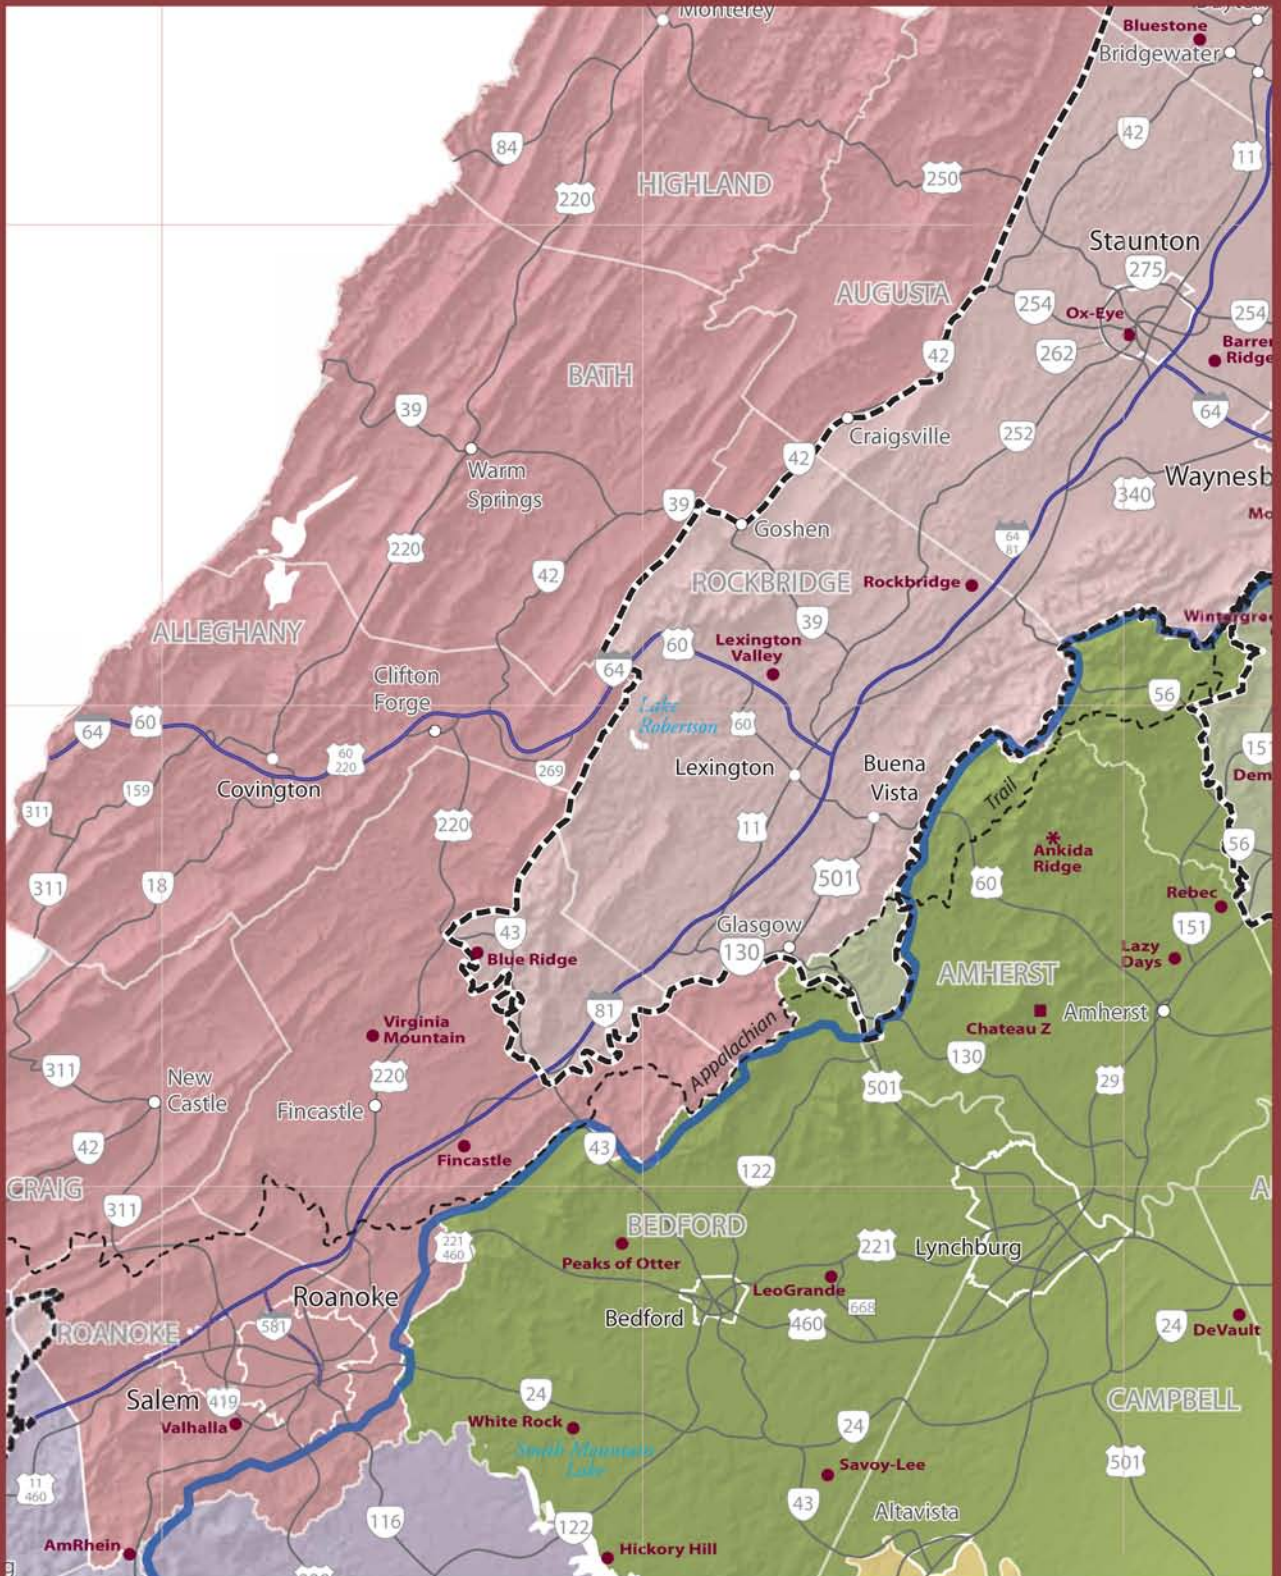 Monterey
Bluestone
Bridgewater
84
42
11
220
HIGHLAND
250
Staunton
275
AUGUSTA
254
Ox-Eye
254
42
262
Barre
Ridge
BATH
39
64
Craigsville
252
42
Warm
Springs
340
Waynesb
39
Mo
Goshen
220
64
81
42
ROCKBRIDGE
Rockbridge
39
ALLEGHANY
60
Lexington
Valley
Wintergree
Clifton
Forge
64
56
Lake
Robertson
64
60
60
60
220
151
269
Lexington
Buena
Vista
Dem
159
Covington
Trail
311
220
11
Ankida
Ridge
56
311
18
501
60
Rebec
43
Glasgow
151
Blue Ridge
130
Lazy
Days
AMHERST
81
Virginia
Mountain
Chateau Z
Amherst
Appalachian
311
New
Castle
220
130
29
501
Fincastle
42
43
Fincastle
122
CRAIG
A
311
BEDFORD
221
460
221
Lynchburg
Peaks of Otter
LeoGrande
Roanoke
668
Bedford
460
24
DeVault
ROANOKE
581
Salem
419
24
CAMPBELL
Valhalla
White Rock
24
Smith Mountain
Lake
Savoy-Lee
501
11
460
43
Altavista
116
122
AmRhein
Hickory Hill